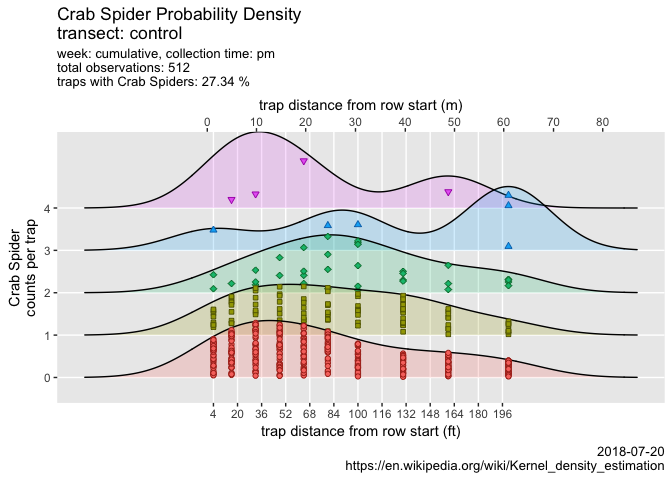 Crab Spider Probability Density
transect: control
week: cumulative, collection time: pm
total observations: 512
traps with Crab Spiders: 27.34 %
trap distance from row start (m)
0 10 20 30 40 50 60 70 80
Crab Spider
counts per trap
4
3
2
1
0
4 20 36 52 68 84 100 116 132 148 164 180 196
trap distance from row start (ft)
2018-07-20
https://en.wikipedia.org/wiki/Kernel_density_estimation